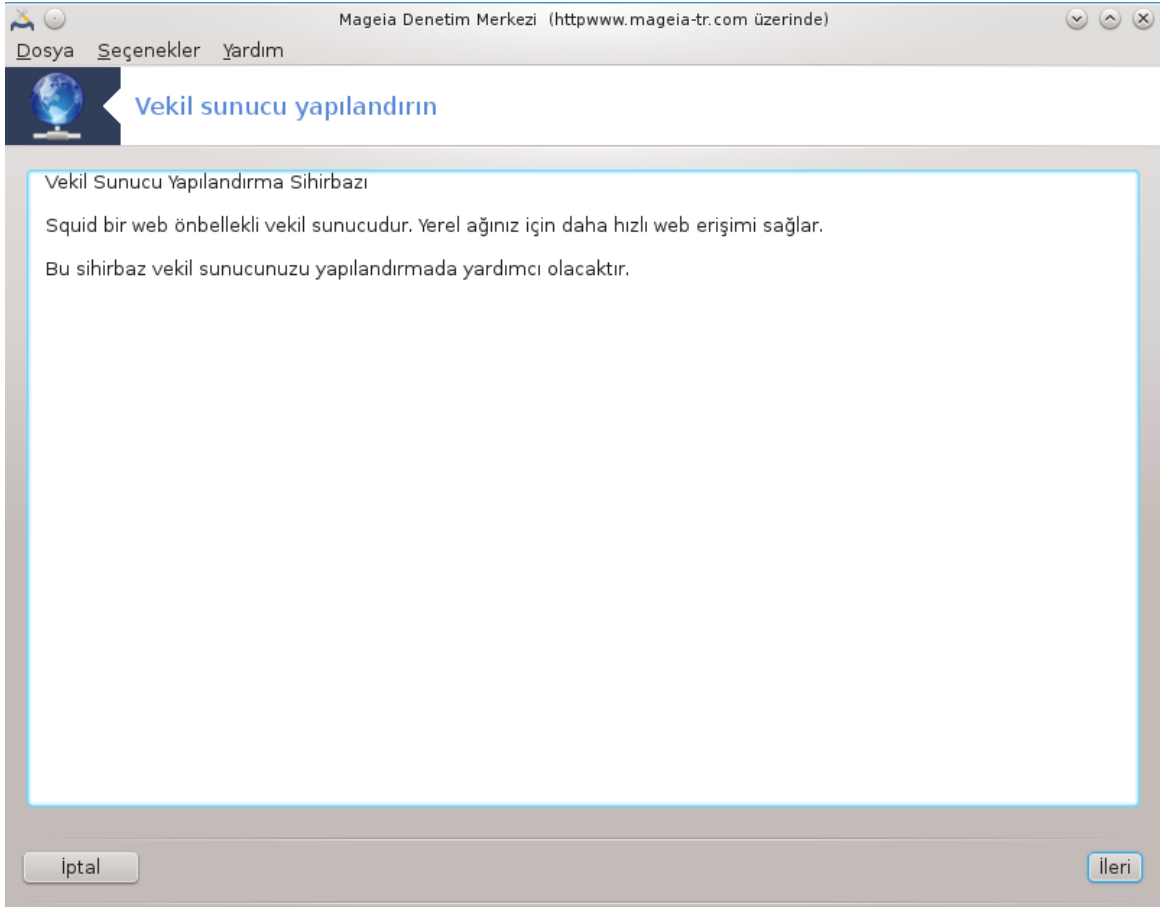 Mageia Denetim Merkezi (httpwww.mageia-tr.com üzerinde)
Dosya Seçenekler Yardım
Vekil sunucu yapılandırın
Vekil Sunucu Yapılandırma Sihirbazı
Squid bir web önbellekli vekil sunucudur. Yerel ağınız için daha hızlı web erişimi sağlar.
Bu sihirbaz vekil sunucunuzu yapılandırmada yardımcı olacaktır.
İptal
İleri